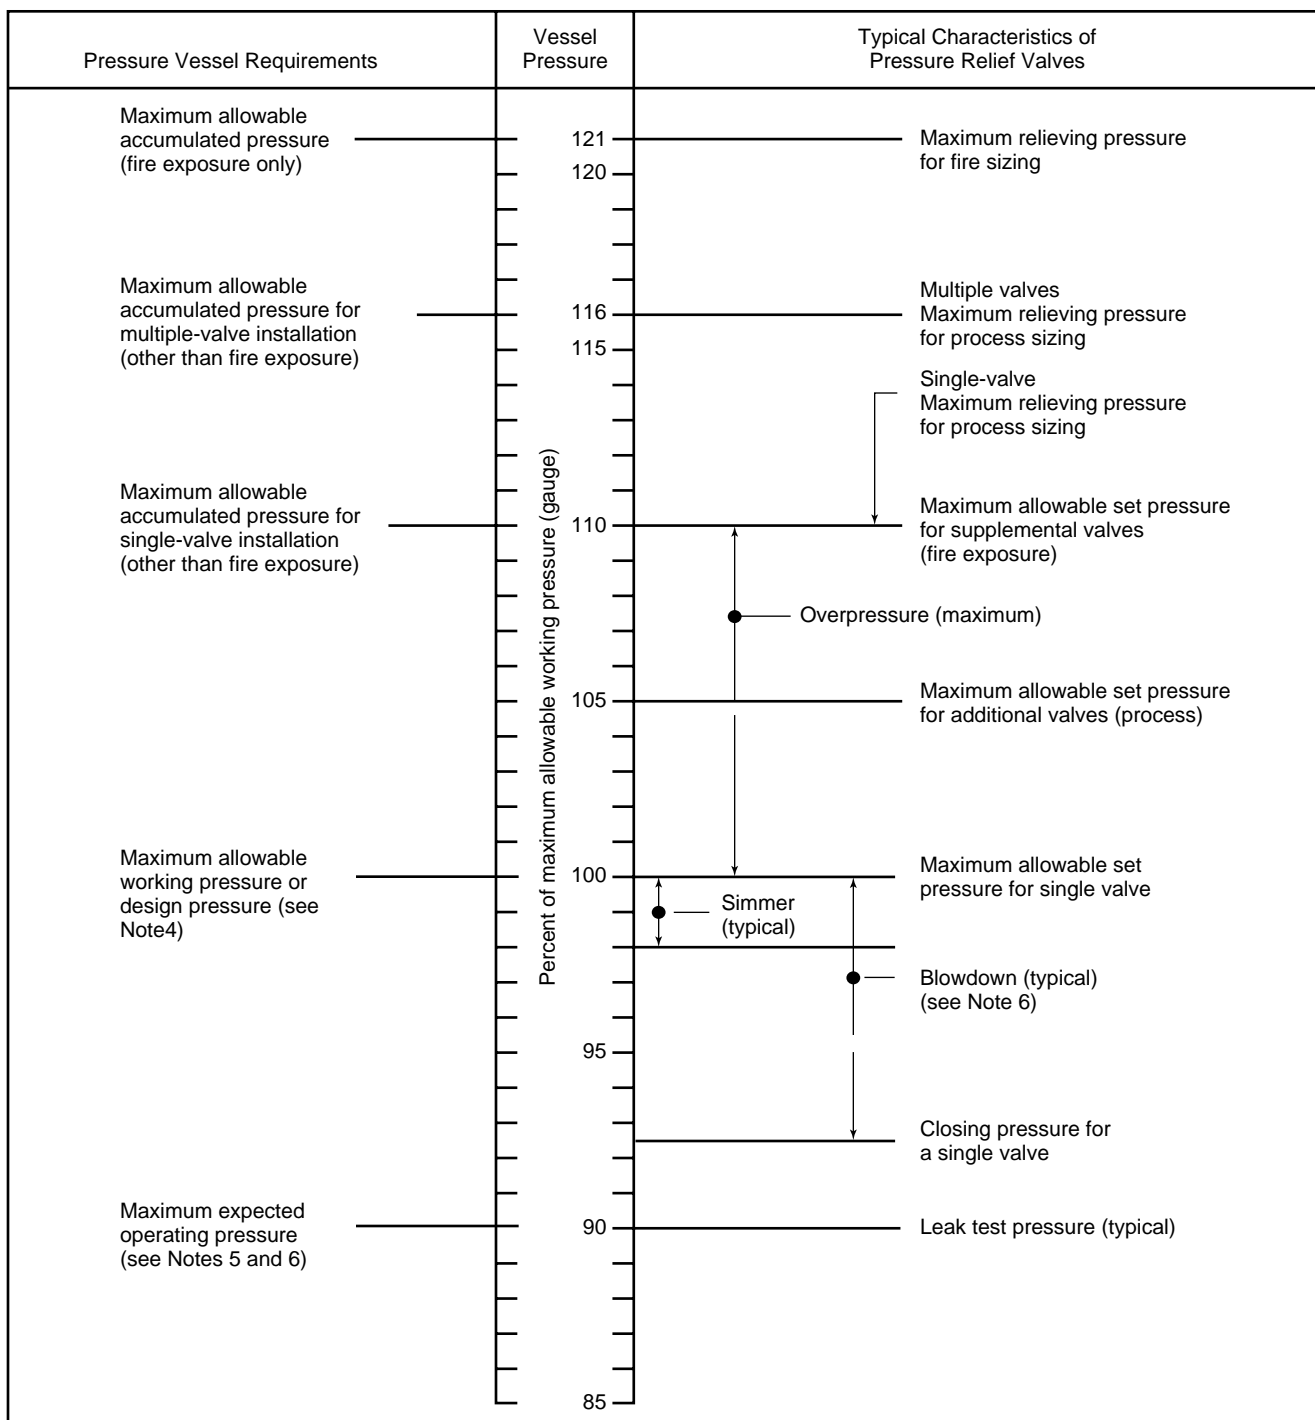 Pressure Vessel Requirements
Vessel
Pressure
Typical Characteristics of
Pressure Relief Valves
Maximum allowable
accumulated pressure
(fire exposure only)
121
Maximum relieving pressure
for fire sizing
120
Maximum allowable
accumulated pressure for
multiple-valve installation
(other than fire exposure)
116
Multiple valves
Maximum relieving pressure
for process sizing
115
Single-valve
Maximum relieving pressure
for process sizing
Percent of maximum allowable working pressure (gauge)
Maximum allowable
accumulated pressure for
single-valve installation
(other than fire exposure)
110
Maximum allowable set pressure
for supplemental valves
(fire exposure)
Overpressure (maximum)
105
Maximum allowable set pressure
for additional valves (process)
Maximum allowable
working pressure or
design pressure (see
Note4)
100
Maximum allowable set
pressure for single valve
Simmer
(typical)
Blowdown (typical)
(see Note 6)
95
Closing pressure for
a single valve
Maximum expected
operating pressure
(see Notes 5 and 6)
90
Leak test pressure (typical)
85